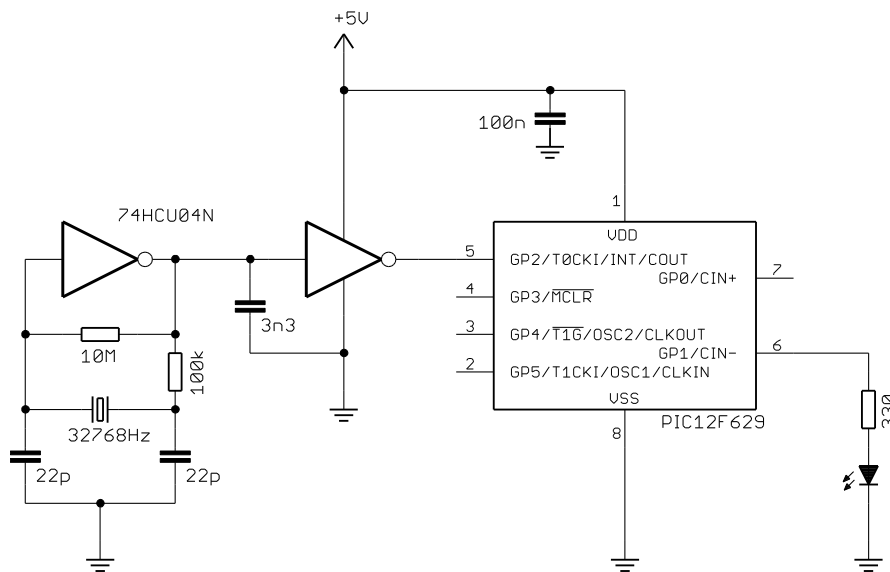 +5V
100n
74HCU04N
1
VDD
5
GP2/T0CKI/INT/COUT
7
GP0/CIN+
4
GP3/MCLR
3n3
3
GP4/T1G/OSC2/CLKOUT
10M
100k
6
GP1/CIN-
2
GP5/T1CKI/OSC1/CLKIN
VSS
330
32768Hz
8
PIC12F629
22p
22p